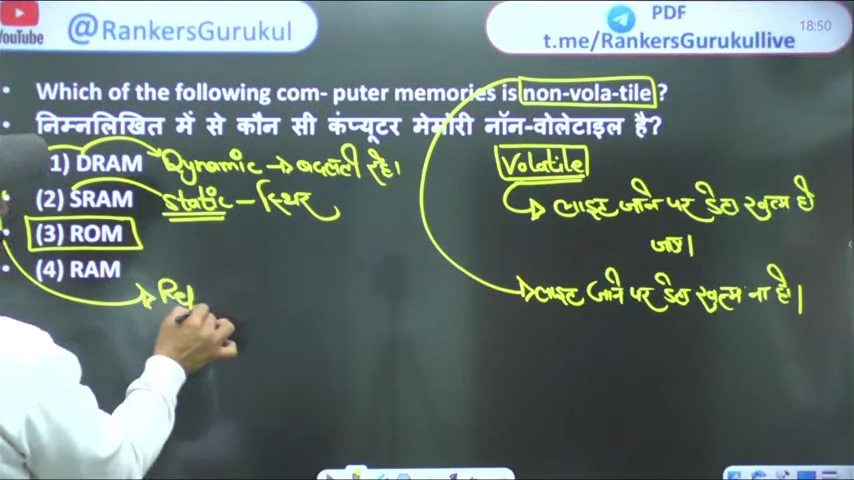 YouTube
@RankersGurukul
PDF
t.me/RankersGurukullive
18:50
• Which of the following com- puter memories is non-vola-tile ?
• निम्नलिखित में से कौन सी कंप्यूटर मेमोरी नॉन-वोलेटाइल है?
1) DRAM
Dynamic → बदलती रहे।
• (2) SRAM
Static – स्थिर
• (3) ROM
• (4) RAM
Volatile
→ लाइट जाने पर डेटा खत्म हो
जाऐ।
→ लाइट जाने पर डेटा खत्म ना हो।